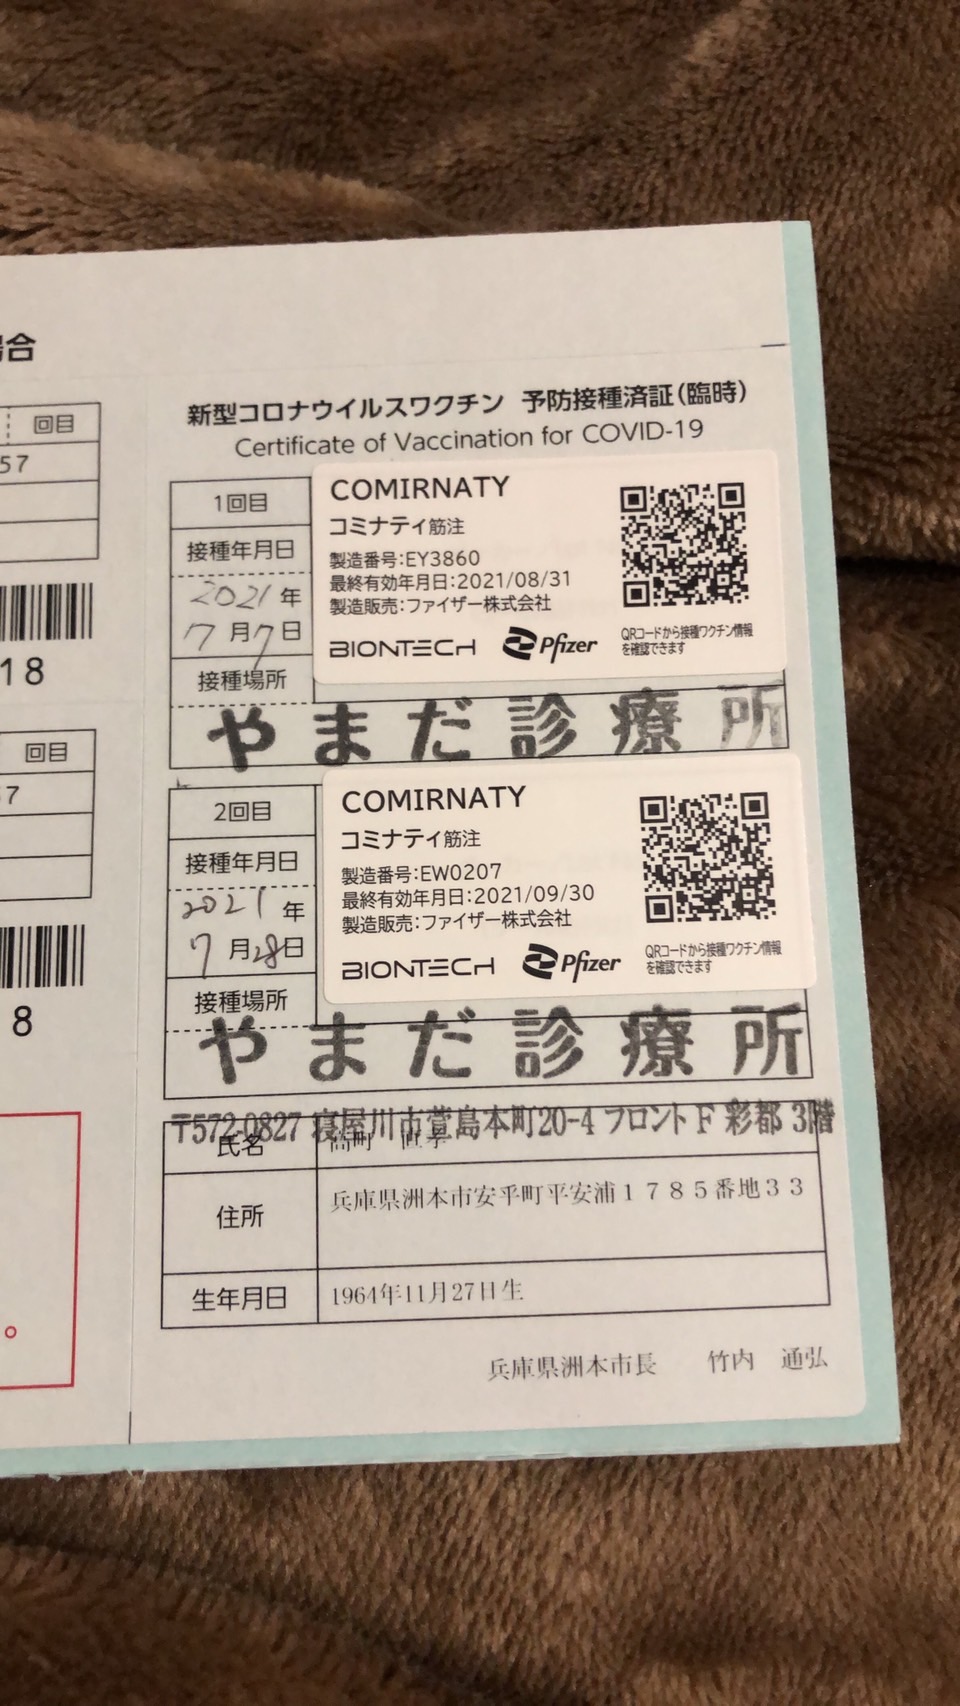 場合
回目
57
18
回目
7
8
。
新型コロナウイルスワクチン 予防接種済証(臨時)
Certificate of Vaccination for COVID-19
1回目
接種年月日
2021年
7月7日
接種場所
COMIRNATY
コミナティ筋注
製造番号:EY3860
最終有効年月日:2021/08/31
製造販売:ファイザー株式会社
BIONTECH Pfizer
QRコードから接種ワクチン情報
を確認できます
やまだ診療所
2回目
接種年月日
2021年
7月28日
接種場所
COMIRNATY
コミナティ筋注
製造番号:EW0207
最終有効年月日:2021/09/30
製造販売:ファイザー株式会社
BIONTECH Pfizer
QRコードから接種ワクチン情報
を確認できます
やまだ診療所
〒572-0827 寝屋川市萱島本町20-4 フロントF 彩都 3階
氏名
住所 兵庫県洲本市安乎町平安浦1785番地33
生年月日 1964年11月27日生
兵庫県洲本市長 竹内 通弘